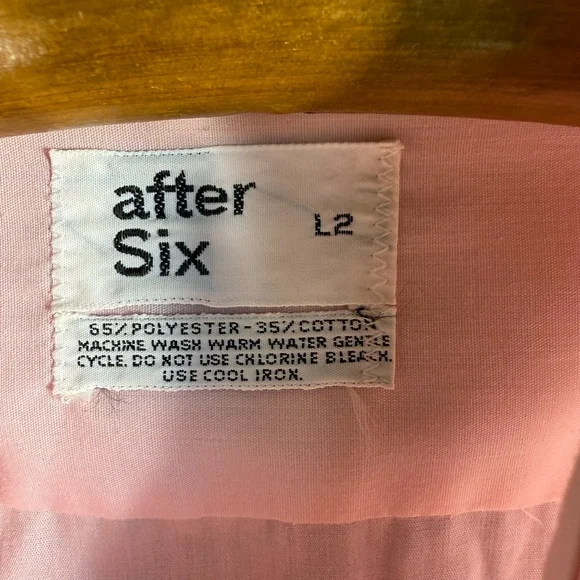 after
Six
L2
65% POLYESTER - 35% COTTON
MACHINE WASH WARM WATER GENTLE
CYCLE. DO NOT USE CHLORINE BLEACH.
USE COOL IRON.